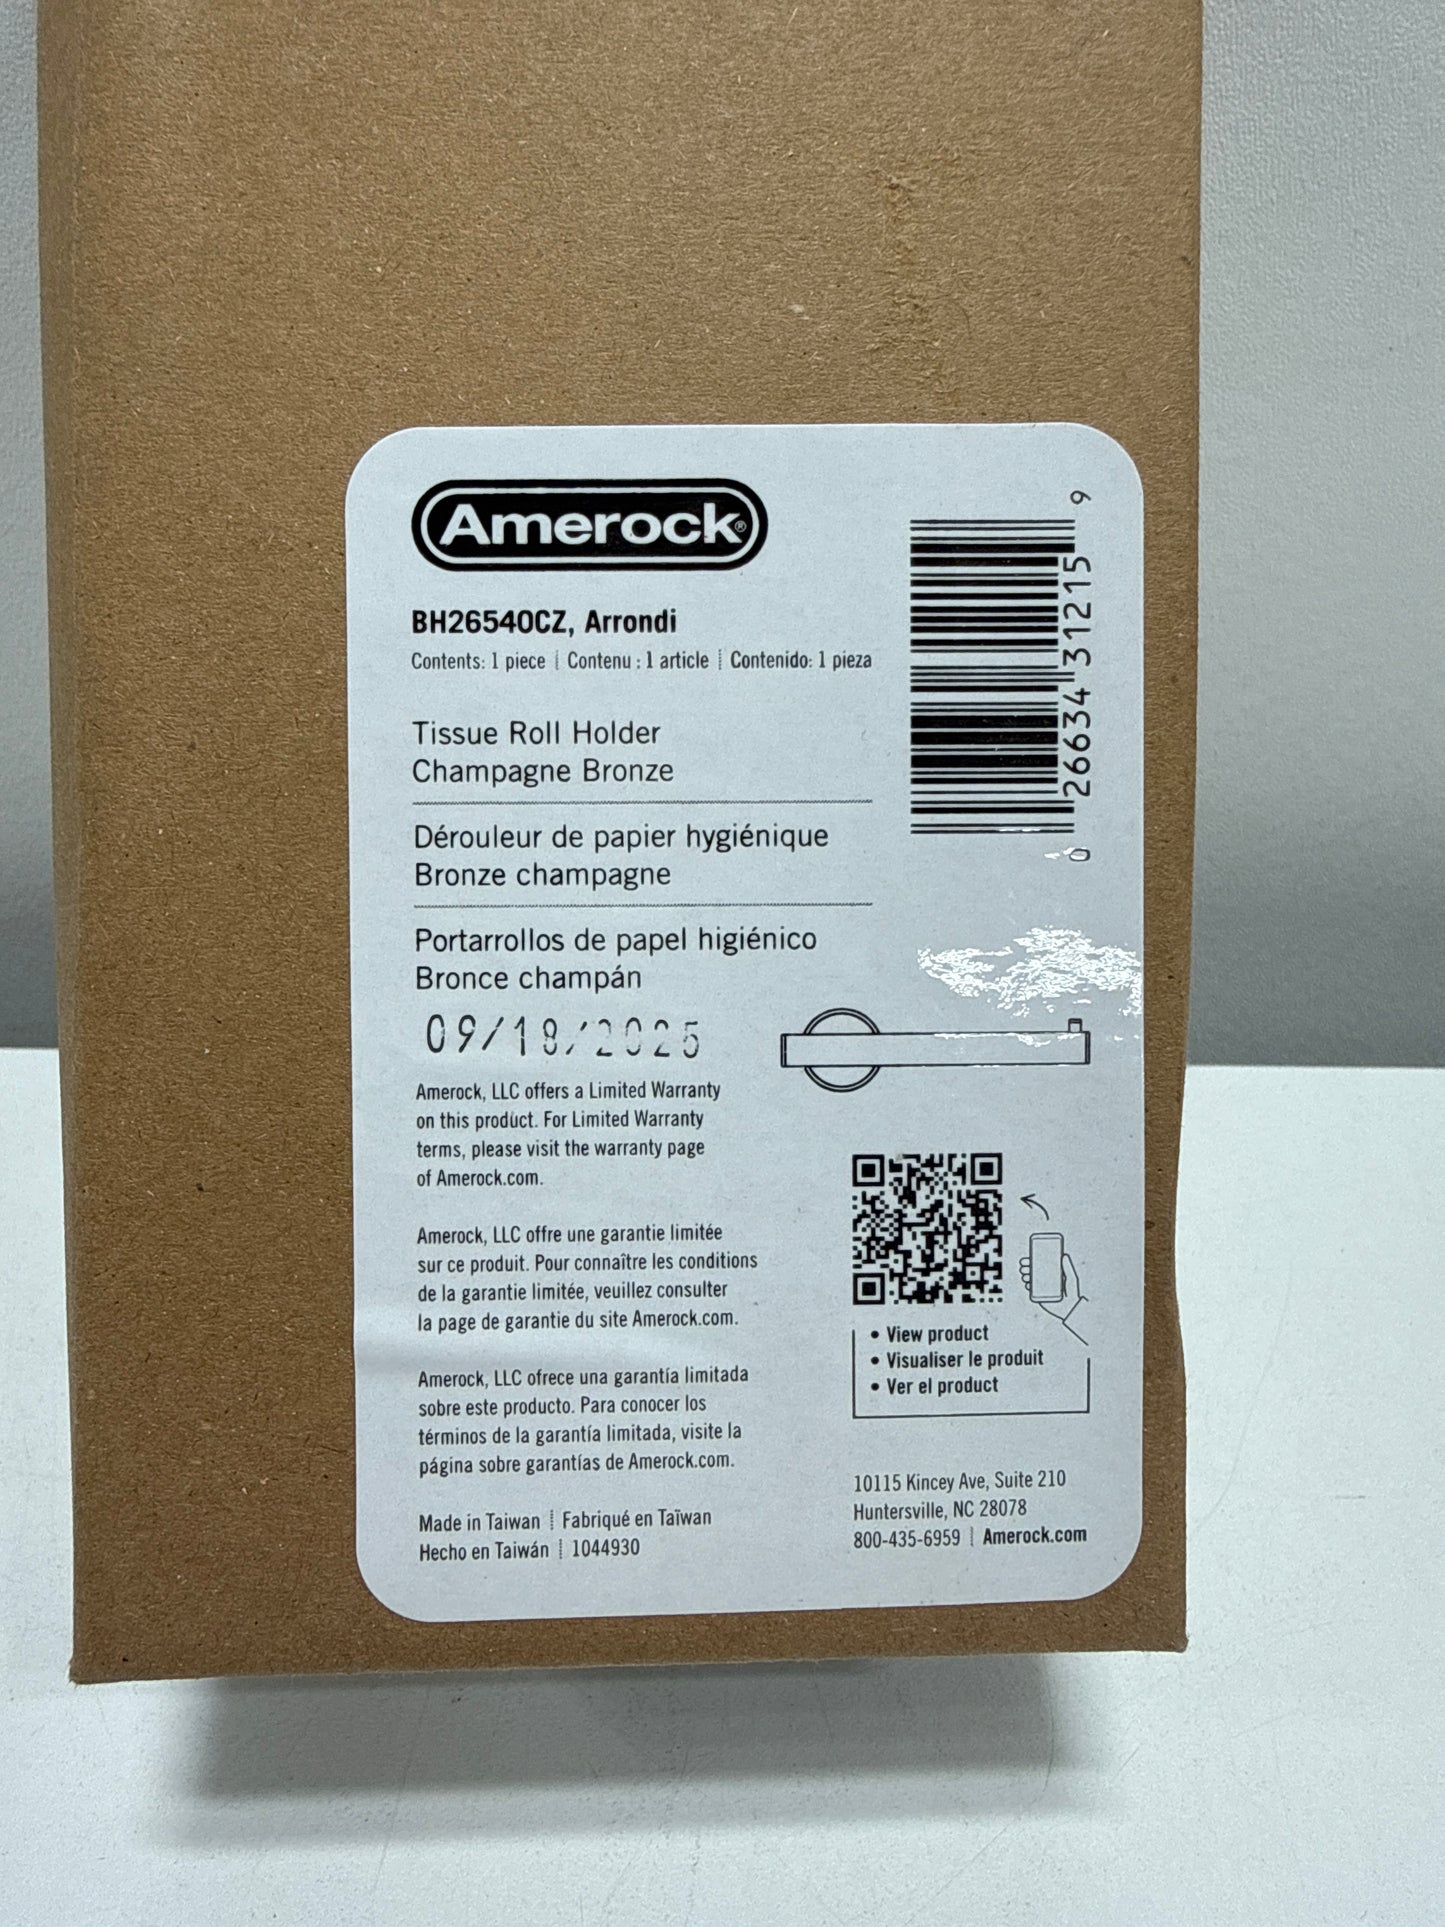 Amerock®
BH26540CZ, Arrondi
Contents: 1 piece ┊ Contenu : 1 article ┊ Contenido: 1 pieza
Tissue Roll Holder
Champagne Bronze
Dérouleur de papier hygiénique
Bronze champagne
Portarrollos de papel higiénico
Bronce champán
09/18/2025
Amerock, LLC offers a Limited Warranty
on this product. For Limited Warranty
terms, please visit the warranty page
of Amerock.com.
Amerock, LLC offre une garantie limitée
sur ce produit. Pour connaître les conditions
de la garantie limitée, veuillez consulter
la page de garantie du site Amerock.com.
Amerock, LLC ofrece una garantía limitada
sobre este producto. Para conocer los
términos de la garantía limitada, visite la
página sobre garantías de Amerock.com.
Made in Taiwan ┊ Fabriqué en Taïwan
Hecho en Taiwán ┊ 1044930
0 26634 31215 9
• View product
• Visualiser le produit
• Ver el product
10115 Kincey Ave, Suite 210
Huntersville, NC 28078
800-435-6959 ┊ Amerock.com